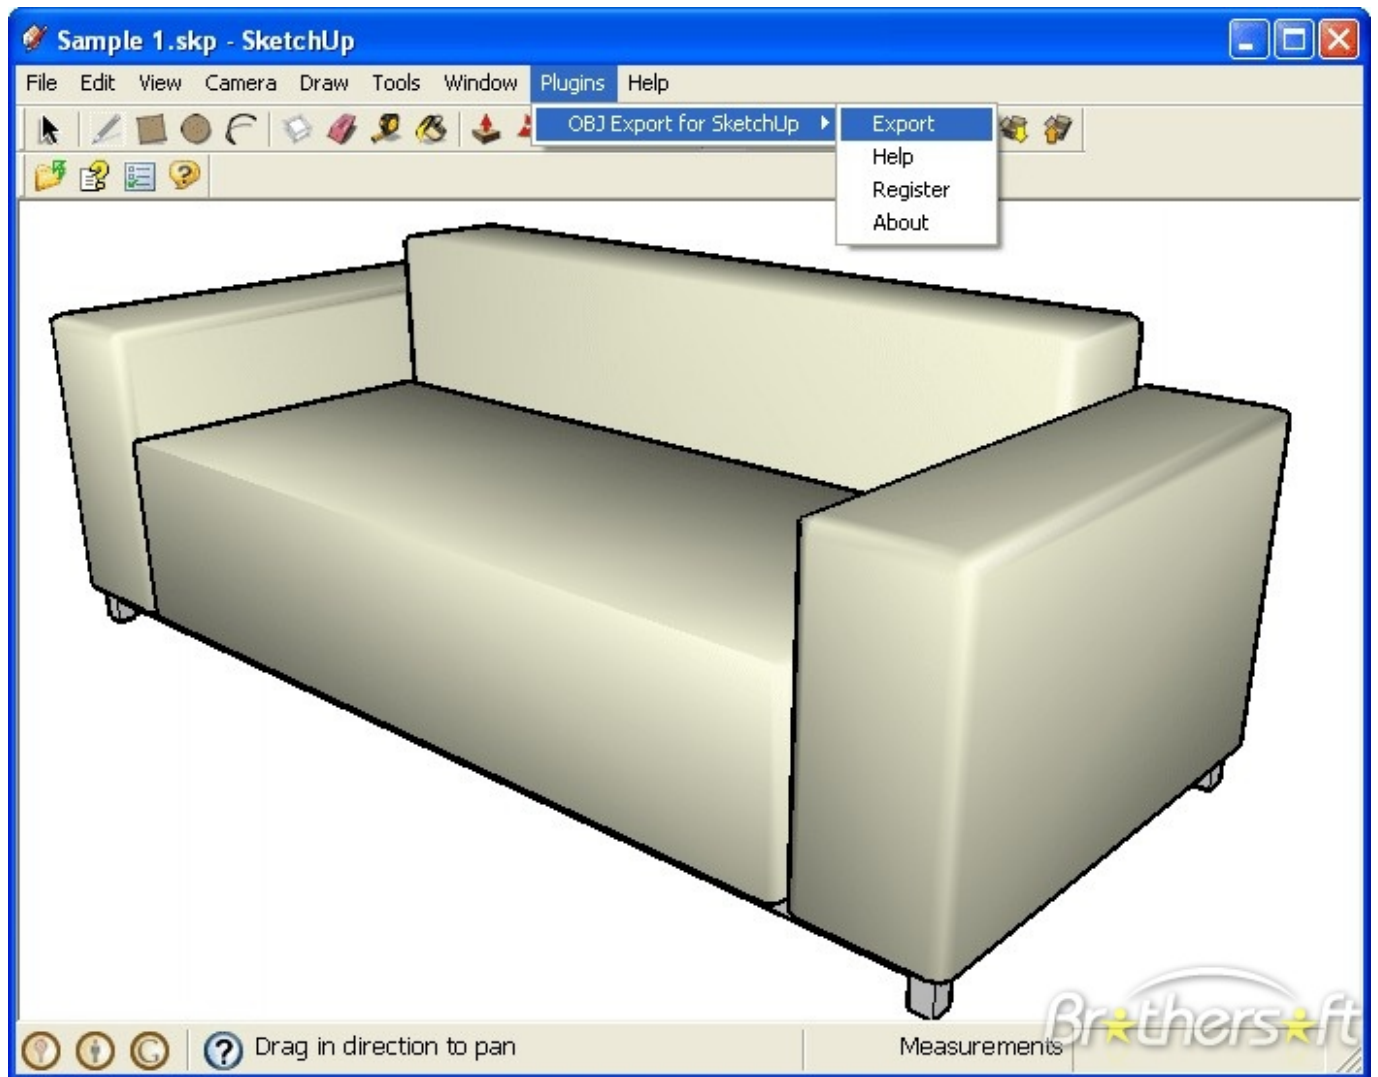 Sample 1.skp - SketchUp
File Edit View Camera Draw Tools Window Plugins Help
OBJ Export for SketchUp Export
Help
Register
About
Drag in direction to pan Measurements
Brothersoft